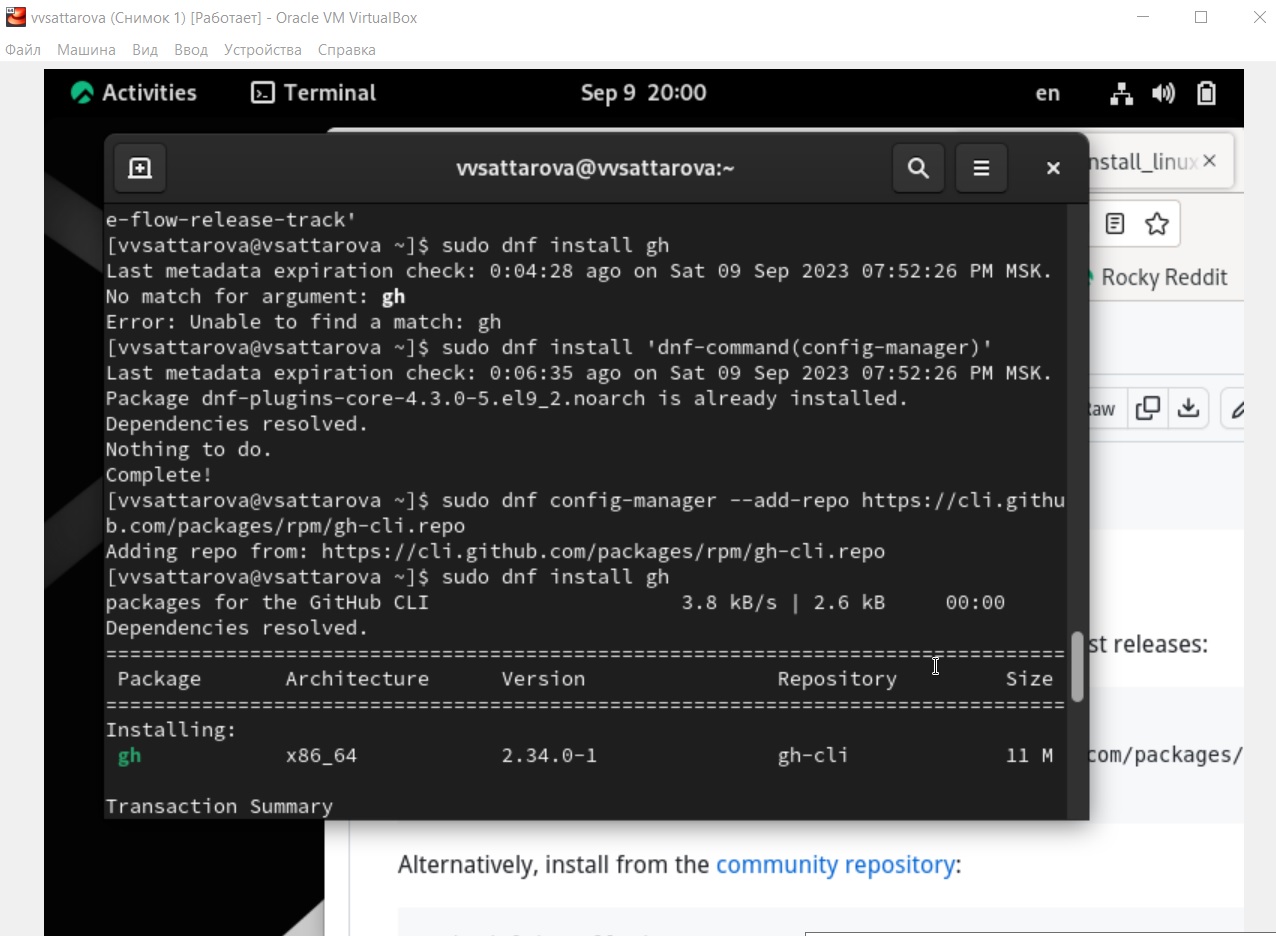 vvsattarova (Снимок 1) [Работает] - Oracle VM VirtualBox
Файл Машина Вид Ввод Устройства Справка
Activities Terminal Sep 9 20:00 en
vvsattarova@vvsattarova:~
nstall_linux
Rocky Reddit
e-flow-release-track'
[vvsattarova@vsattarova ~]$ sudo dnf install gh
Last metadata expiration check: 0:04:28 ago on Sat 09 Sep 2023 07:52:26 PM MSK.
No match for argument: gh
Error: Unable to find a match: gh
[vvsattarova@vsattarova ~]$ sudo dnf install 'dnf-command(config-manager)'
Last metadata expiration check: 0:06:35 ago on Sat 09 Sep 2023 07:52:26 PM MSK.
Package dnf-plugins-core-4.3.0-5.el9_2.noarch is already installed.
Dependencies resolved.
Nothing to do.
Complete!
[vvsattarova@vsattarova ~]$ sudo dnf config-manager --add-repo https://cli.githu
b.com/packages/rpm/gh-cli.repo
Adding repo from: https://cli.github.com/packages/rpm/gh-cli.repo
[vvsattarova@vsattarova ~]$ sudo dnf install gh
packages for the GitHub CLI 3.8 kB/s | 2.6 kB 00:00
Dependencies resolved.
================================================================================
Package Architecture Version Repository Size
================================================================================
Installing:
gh x86_64 2.34.0-1 gh-cli 11 M
Transaction Summary
aw
st releases:
com/packages/
Alternatively, install from the community repository: